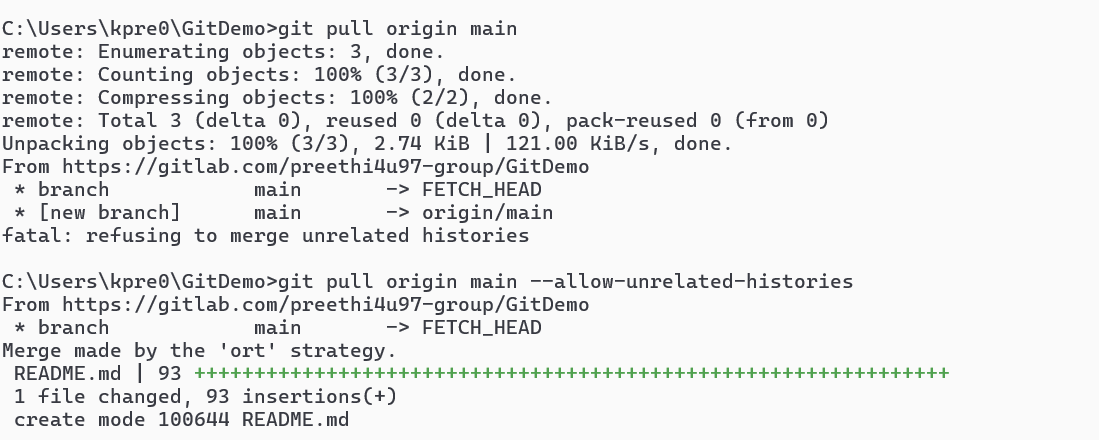 C:\Users\kpre0\GitDemo>git pull origin main
remote: Enumerating objects: 3, done.
remote: Counting objects: 100% (3/3), done.
remote: Compressing objects: 100% (2/2), done.
remote: Total 3 (delta 0), reused 0 (delta 0), pack-reused 0 (from 0)
Unpacking objects: 100% (3/3), 2.74 KiB | 121.00 KiB/s, done.
From https://gitlab.com/preethi4u97-group/GitDemo
 * branch            main       -> FETCH_HEAD
 * [new branch]      main       -> origin/main
fatal: refusing to merge unrelated histories

C:\Users\kpre0\GitDemo>git pull origin main --allow-unrelated-histories
From https://gitlab.com/preethi4u97-group/GitDemo
 * branch            main       -> FETCH_HEAD
Merge made by the 'ort' strategy.
 README.md | 93 +++++++++++++++++++++++++++++++++++++++++++++++++++++++++++++++
 1 file changed, 93 insertions(+)
 create mode 100644 README.md